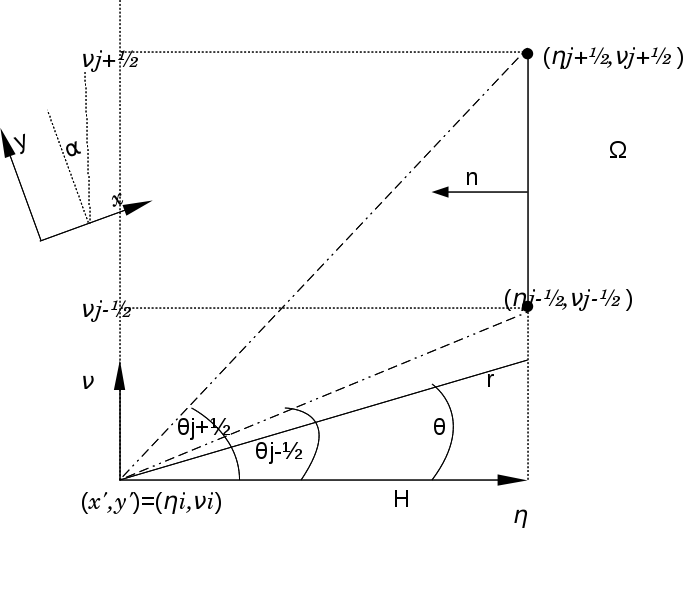 νj+½
(ηj+½,νj+½ )
y
α
Ω
n
x
νj-½
(ηj-½,νj-½ )
ν
r
θj+½
θj-½
θ
(x′,y′)=(ηi,νi)
H
η